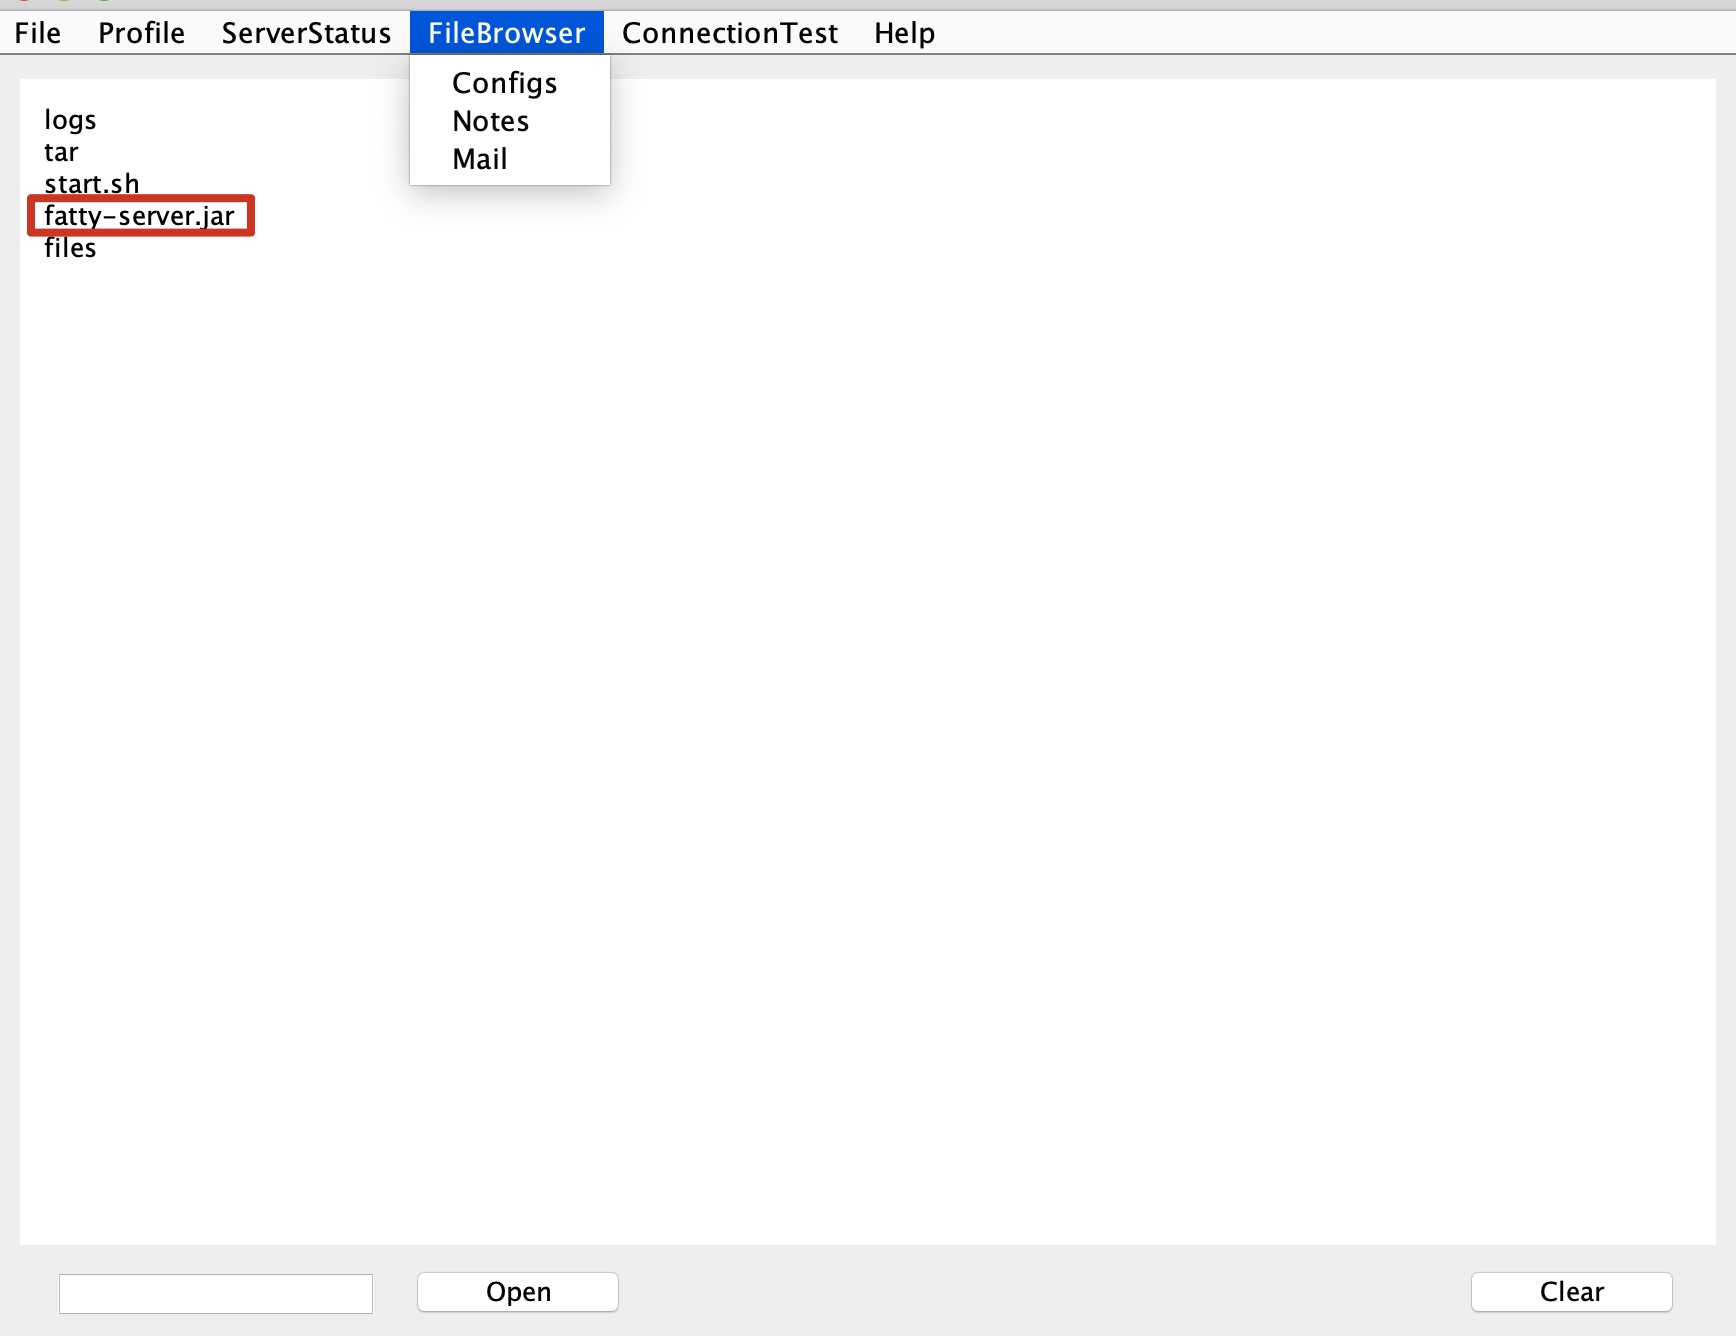 File Profile ServerStatus FileBrowser ConnectionTest Help
Configs
Notes
Mail
logs
tar
start.sh
fatty-server.jar
files
Open
Clear